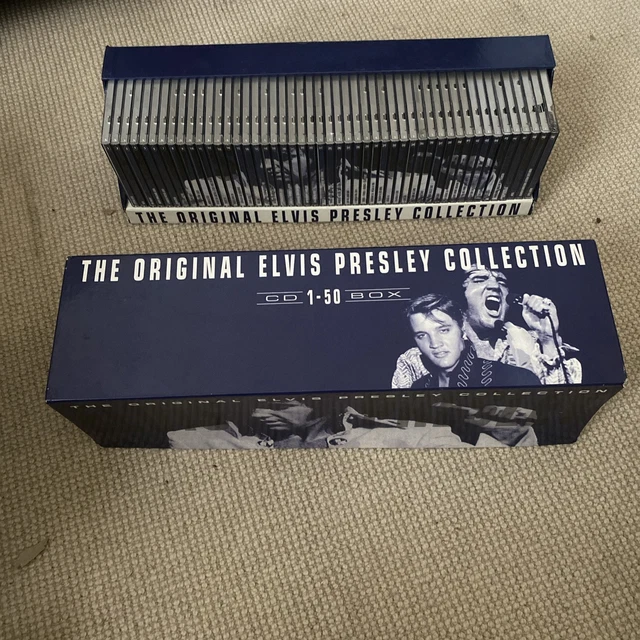 THE ORIGINAL ELVIS PRESLEY COLLECTION
THE ORIGINAL ELVIS PRESLEY COLLECTION
CD 1-50 BOX
THE ORIGINAL ELVIS PRESLEY COLLECTION